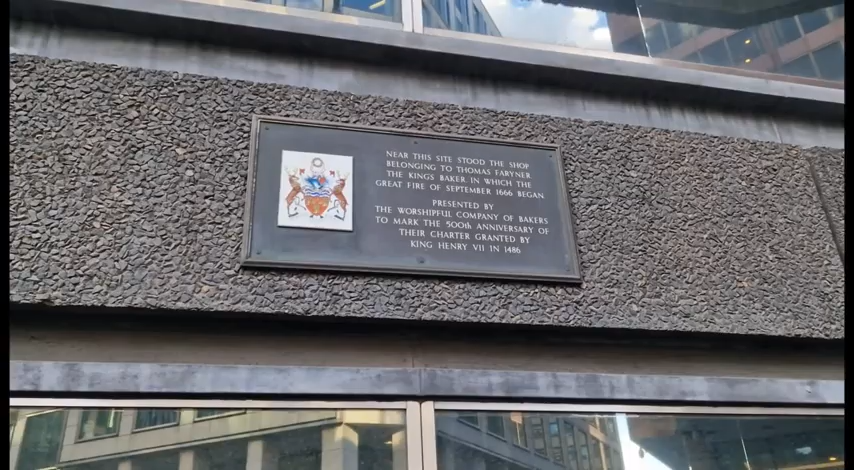 NEAR THIS SITE STOOD THE SHOP
BELONGING TO THOMAS FARYNER
THE KINGS BAKER IN WHICH THE
GREAT FIRE OF SEPTEMBER 1666 BEGAN
PRESENTED BY
THE WORSHIPFUL COMPANY OF BAKERS
TO MARK THE 500th ANNIVERSARY OF
THEIR CHARTER GRANTED BY
KING HENRY VII IN 1486